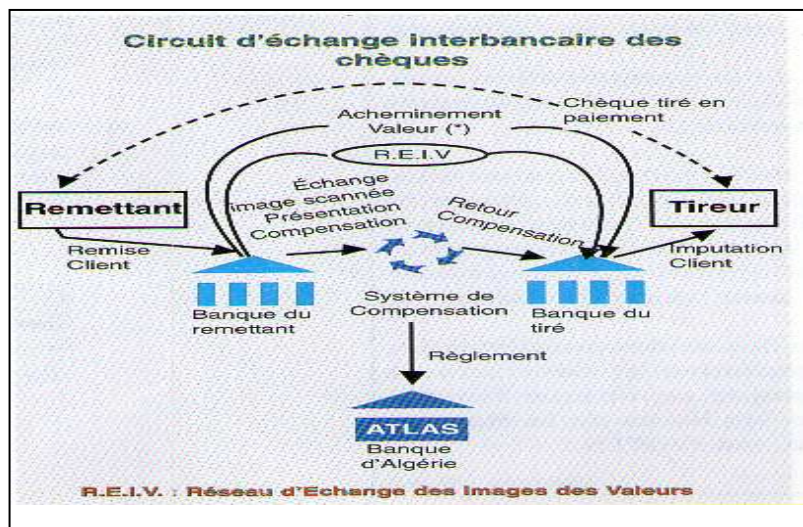 Circuit d'échange interbancaire des
chèques
Chèque tiré en
paiement
Acheminement
Valeur (*)
R.E.I.V
Remettant
Échange
image scannée
Présentation
Compensation
Retour
Compensation
Tireur
Remise
Client
Imputation
Client
Banque du
remettant
Système de
Compensation
Banque du
tiré
Règlement
ATLAS
Banque
d'Algérie
R.E.I.V. : Réseau d'Echange des Images des Valeurs